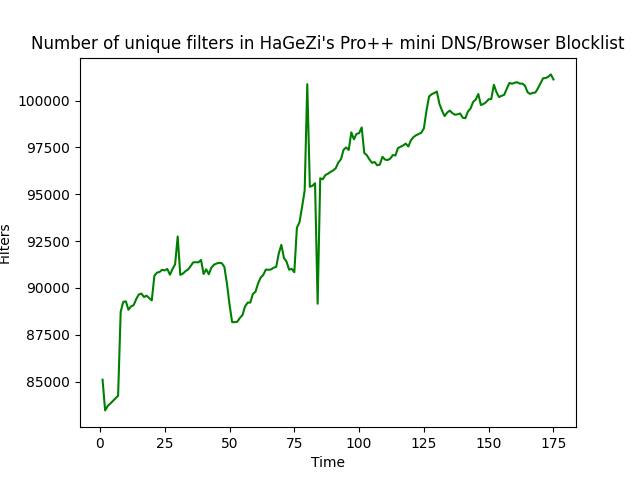 Number of unique filters in HaGeZi's Pro++ mini DNS/Browser Blocklist
100000
97500
95000
92500
90000
87500
85000
Filters
0 25 50 75 100 125 150 175
Time